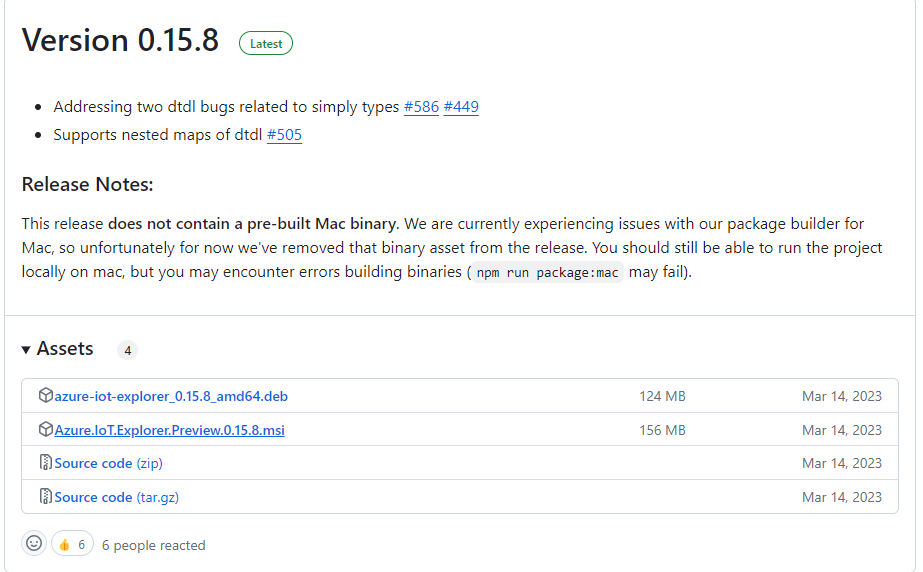 Version 0.15.8 Latest
Addressing two dtdl bugs related to simply types #586 #449
Supports nested maps of dtdl #505
Release Notes:
This release does not contain a pre-built Mac binary. We are currently experiencing issues with our package builder for
Mac, so unfortunately for now we've removed that binary asset from the release. You should still be able to run the project
locally on mac, but you may encounter errors building binaries ( npm run package:mac may fail).
Assets 4
azure-iot-explorer_0.15.8_amd64.deb 124 MB Mar 14, 2023
Azure.IoT.Explorer.Preview.0.15.8.msi 156 MB Mar 14, 2023
Source code (zip) Mar 14, 2023
Source code (tar.gz) Mar 14, 2023
6 6 people reacted